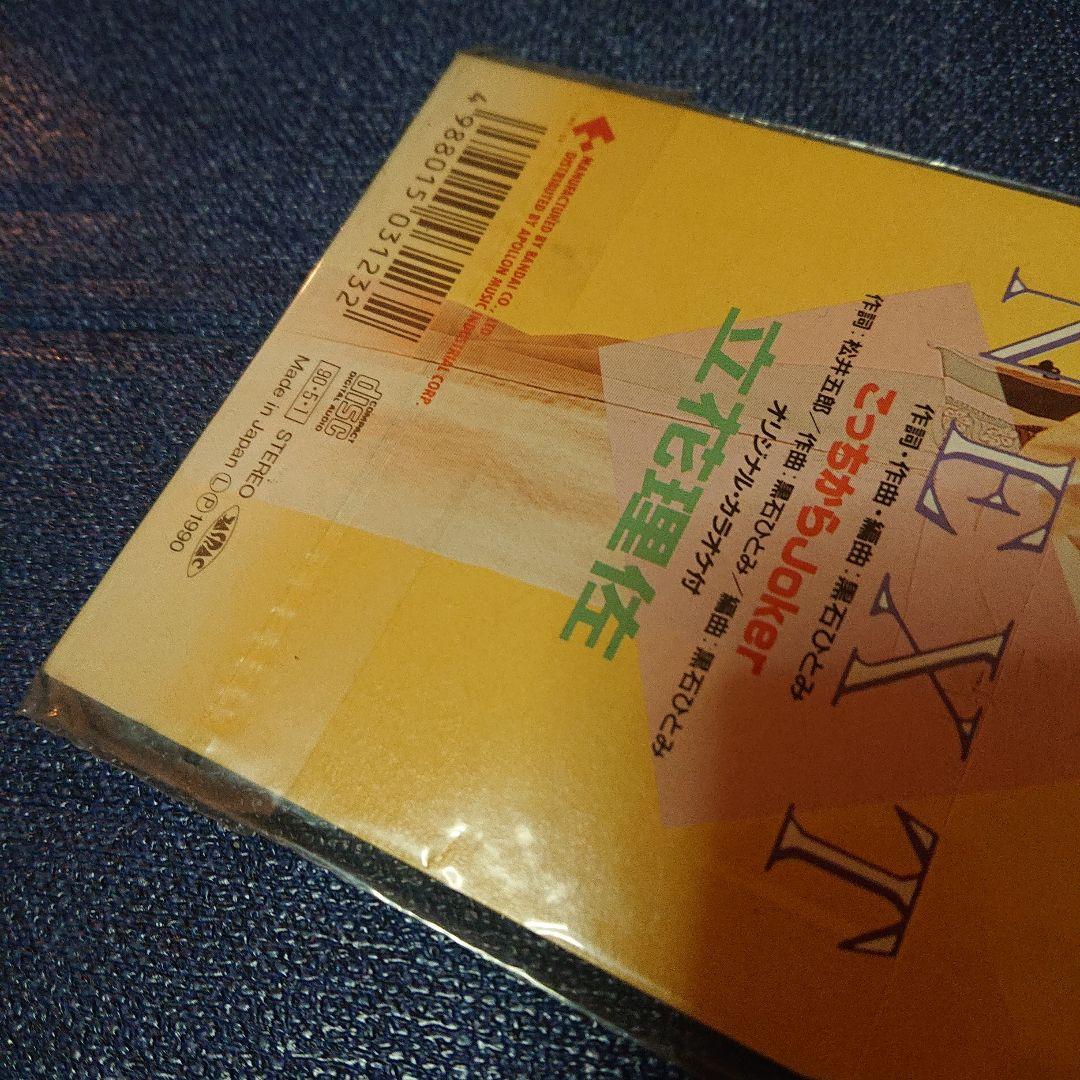 NEXT
作詞・作曲・編曲：黒石ひとみ
こっちからJoker
作詞：松井五郎／作曲：黒石ひとみ／編曲：黒石ひとみ
オリジナル・カラオケ付
立花理佐
MANUFACTURED BY BANDAI CO., LTD
DISTRIBUTED BY APOLLON MUSIC INDUSTRIAL CORP.
4988015031232
COMPACT
disc
DIGITAL AUDIO
90・5・1
STEREO
Made in Japan Ⓛ Ⓟ 1990
JASRAC